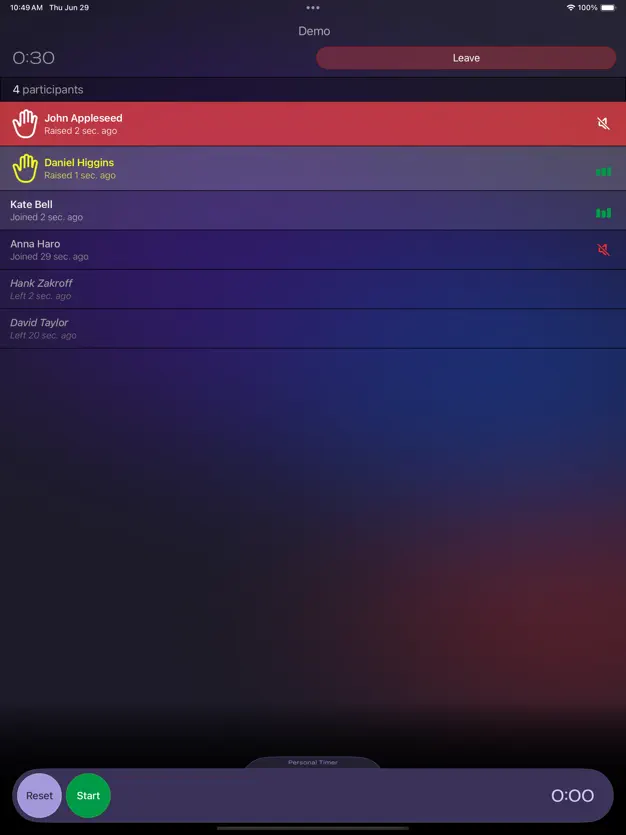 10:49 AM Thu Jun 29
100%
Demo
0:30
Leave
4 participants
John Appleseed
Raised 2 sec. ago
Daniel Higgins
Raised 1 sec. ago
Kate Bell
Joined 2 sec. ago
Anna Haro
Joined 29 sec. ago
Hank Zakroff
Left 2 sec. ago
David Taylor
Left 20 sec. ago
Personal Timer
Reset
Start
0:00